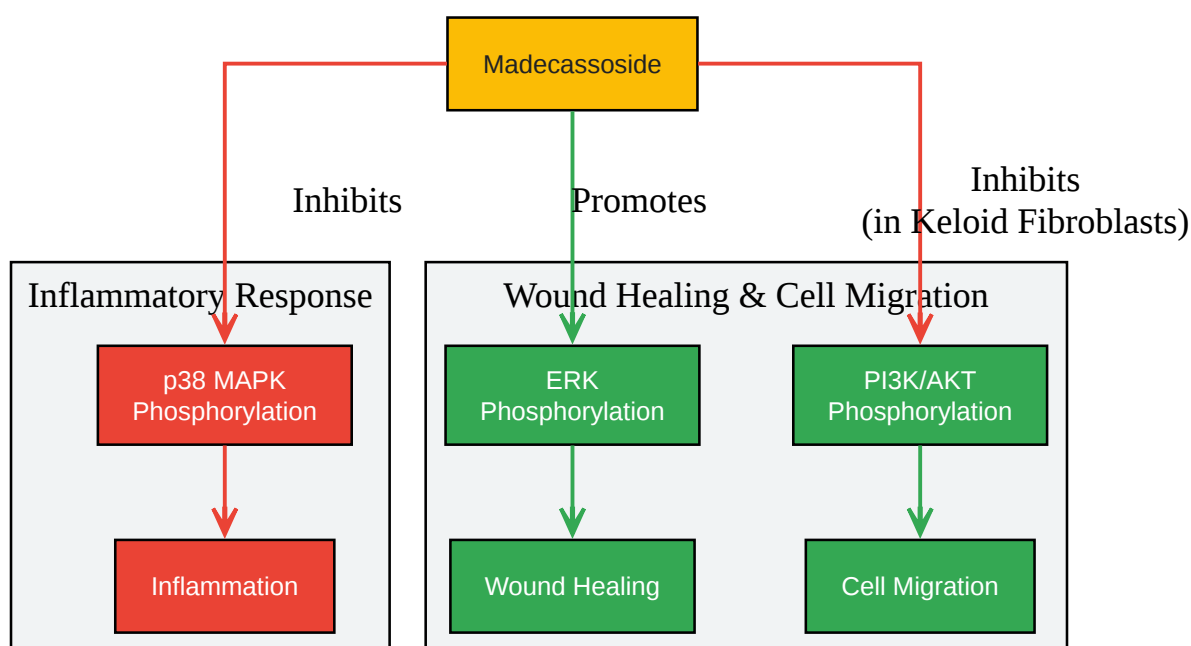 Madecassoside
Inhibits
Promotes
Inhibits
(in Keloid Fibroblasts)
Inflammatory Response
Wound Healing & Cell Migration
p38 MAPK
Phosphorylation
ERK
Phosphorylation
PI3K/AKT
Phosphorylation
Inflammation
Wound Healing
Cell Migration